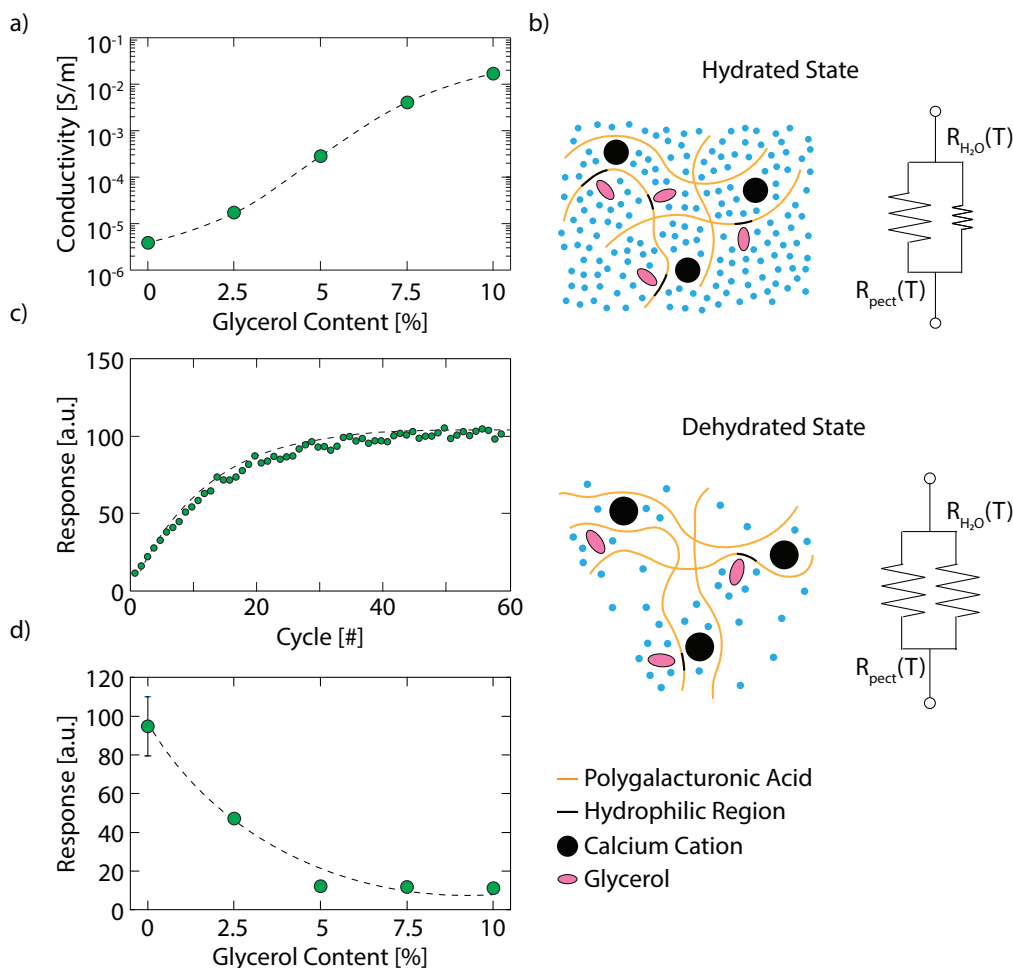 a)
Conductivity [S/m]
10⁻¹
10⁻²
10⁻³
10⁻⁴
10⁻⁵
10⁻⁶
0 2.5 5 7.5 10
Glycerol Content [%]
b)
Hydrated State
R_H₂O(T)
R_pect(T)
c)
Response [a.u.]
150
100
50
0
0 20 40 60
Cycle [#]
Dehydrated State
R_H₂O(T)
R_pect(T)
d)
Response [a.u.]
120
100
80
60
40
20
0
0 2.5 5 7.5 10
Glycerol Content [%]
Polygalacturonic Acid
Hydrophilic Region
Calcium Cation
Glycerol